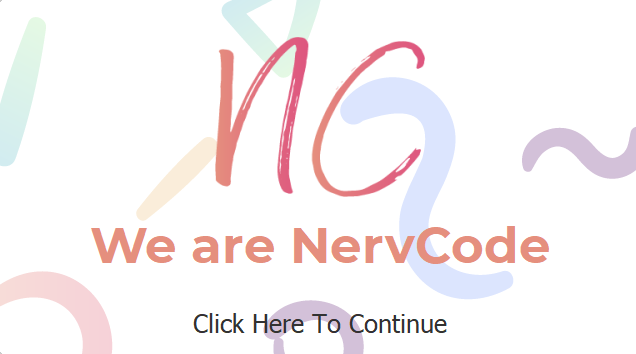 NC
We are NervCode
Click Here To Continue